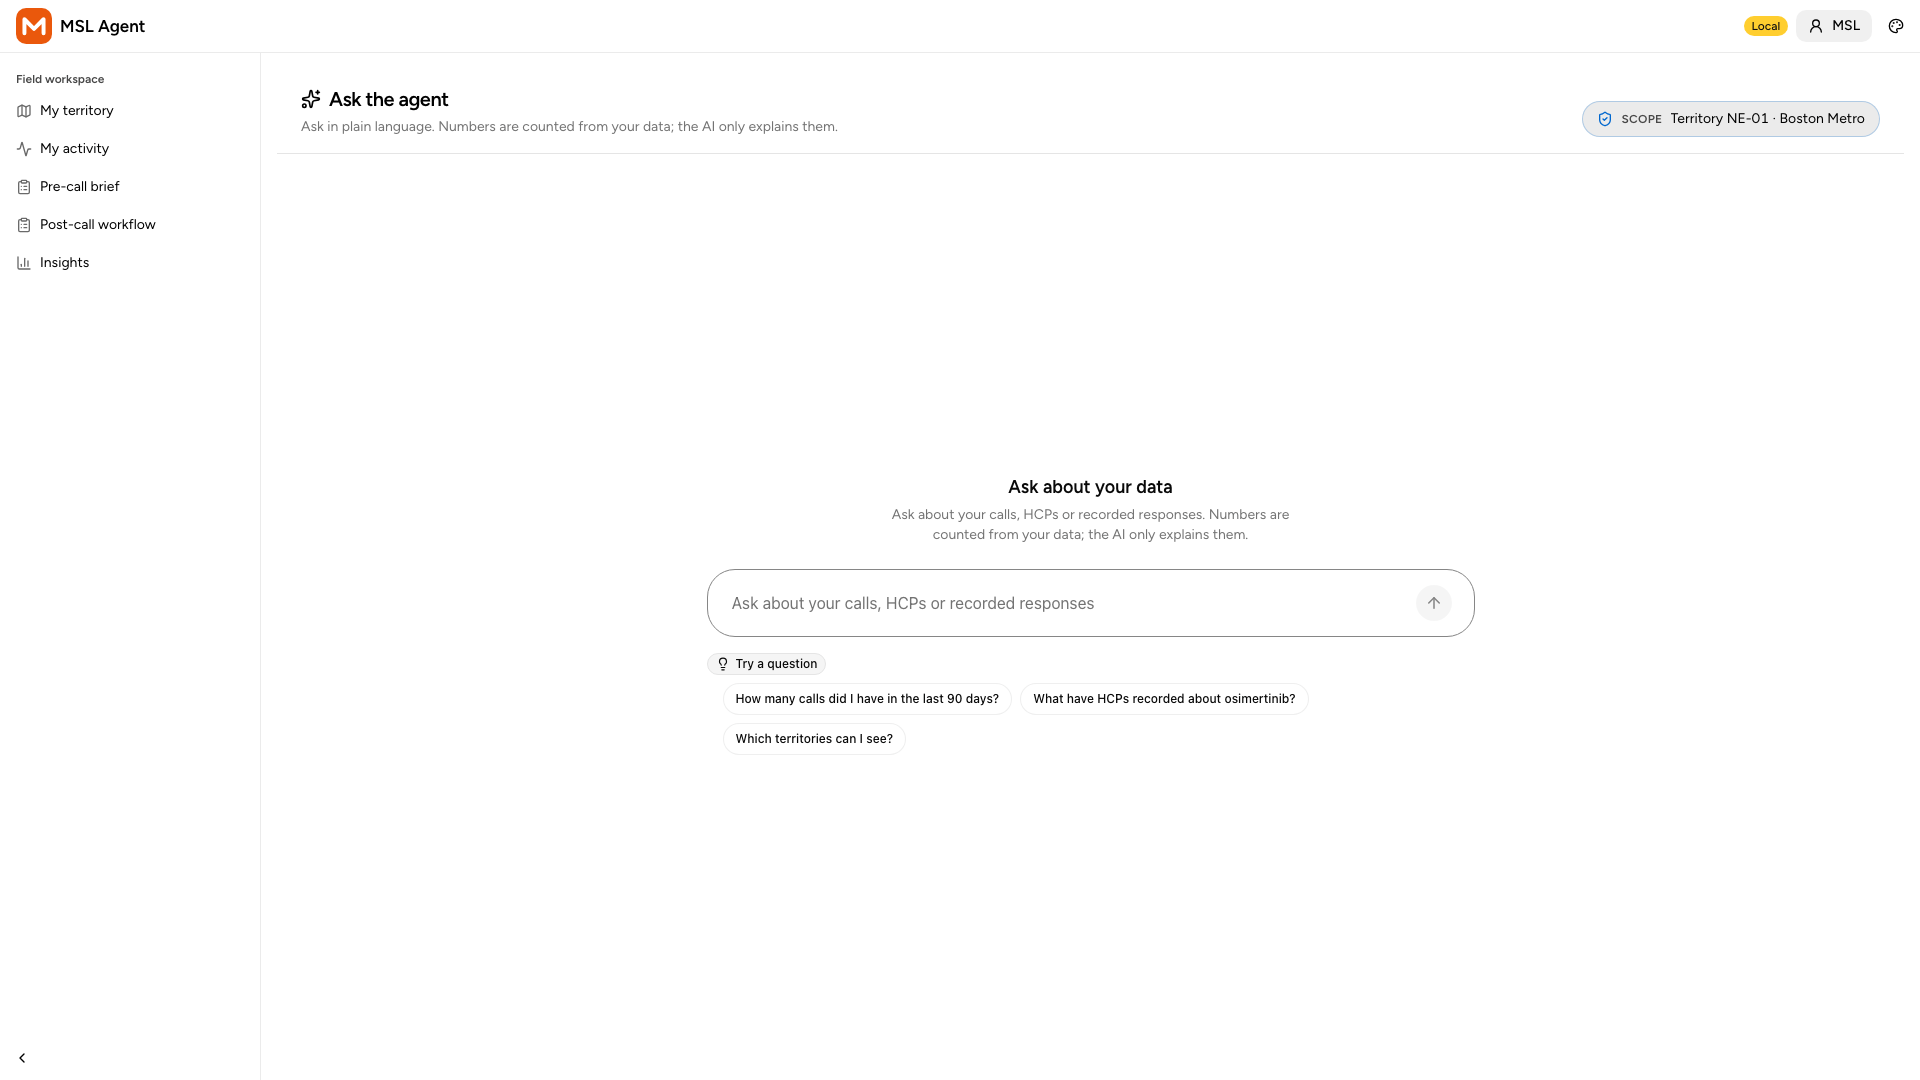 MSL Agent
Local
MSL
Field workspace
My territory
My activity
Pre-call brief
Post-call workflow
Insights
Ask the agent
Ask in plain language. Numbers are counted from your data; the AI only explains them.
SCOPE Territory NE-01 · Boston Metro
Ask about your data
Ask about your calls, HCPs or recorded responses. Numbers are
counted from your data; the AI only explains them.
Ask about your calls, HCPs or recorded responses
Try a question
How many calls did I have in the last 90 days?
What have HCPs recorded about osimertinib?
Which territories can I see?